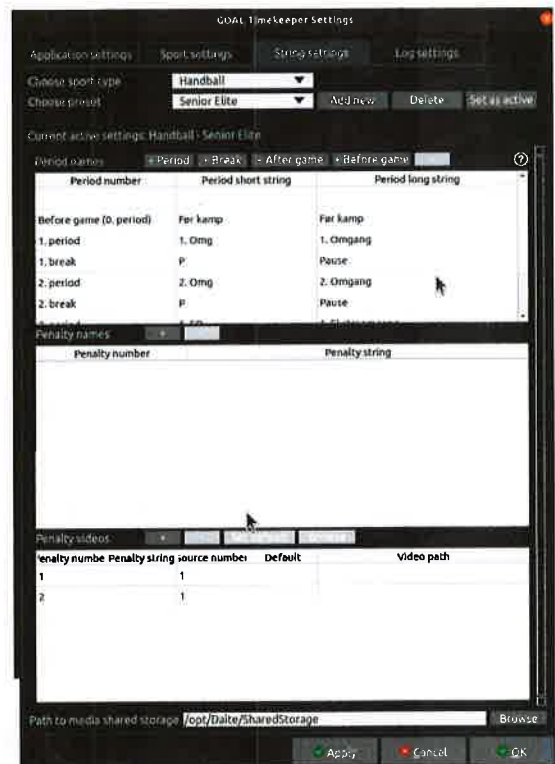 GOAL Timekeeper Settings
Application settings Sport settings String settings Log settings
Choose sport type Handball
Choose preset Senior Elite Add new Delete Set as active
Current active settings: Handball - Senior Elite
Period names + Period + Break + After game + Before game
Period number Period short string Period long string
Before game (0. period) Før kamp Før kamp
1. period 1. Omg 1. Omgang
1. break P Pause
2. period 2. Omg 2. Omgang
2. break P Pause
Penalty names +
Penalty number Penalty string
Penalty videos +
enalty numbe Penalty string ource number Default Video path
1 1
2 1
Path to media shared storage /opt/Daite/SharedStorage Browse
Apply Cancel OK